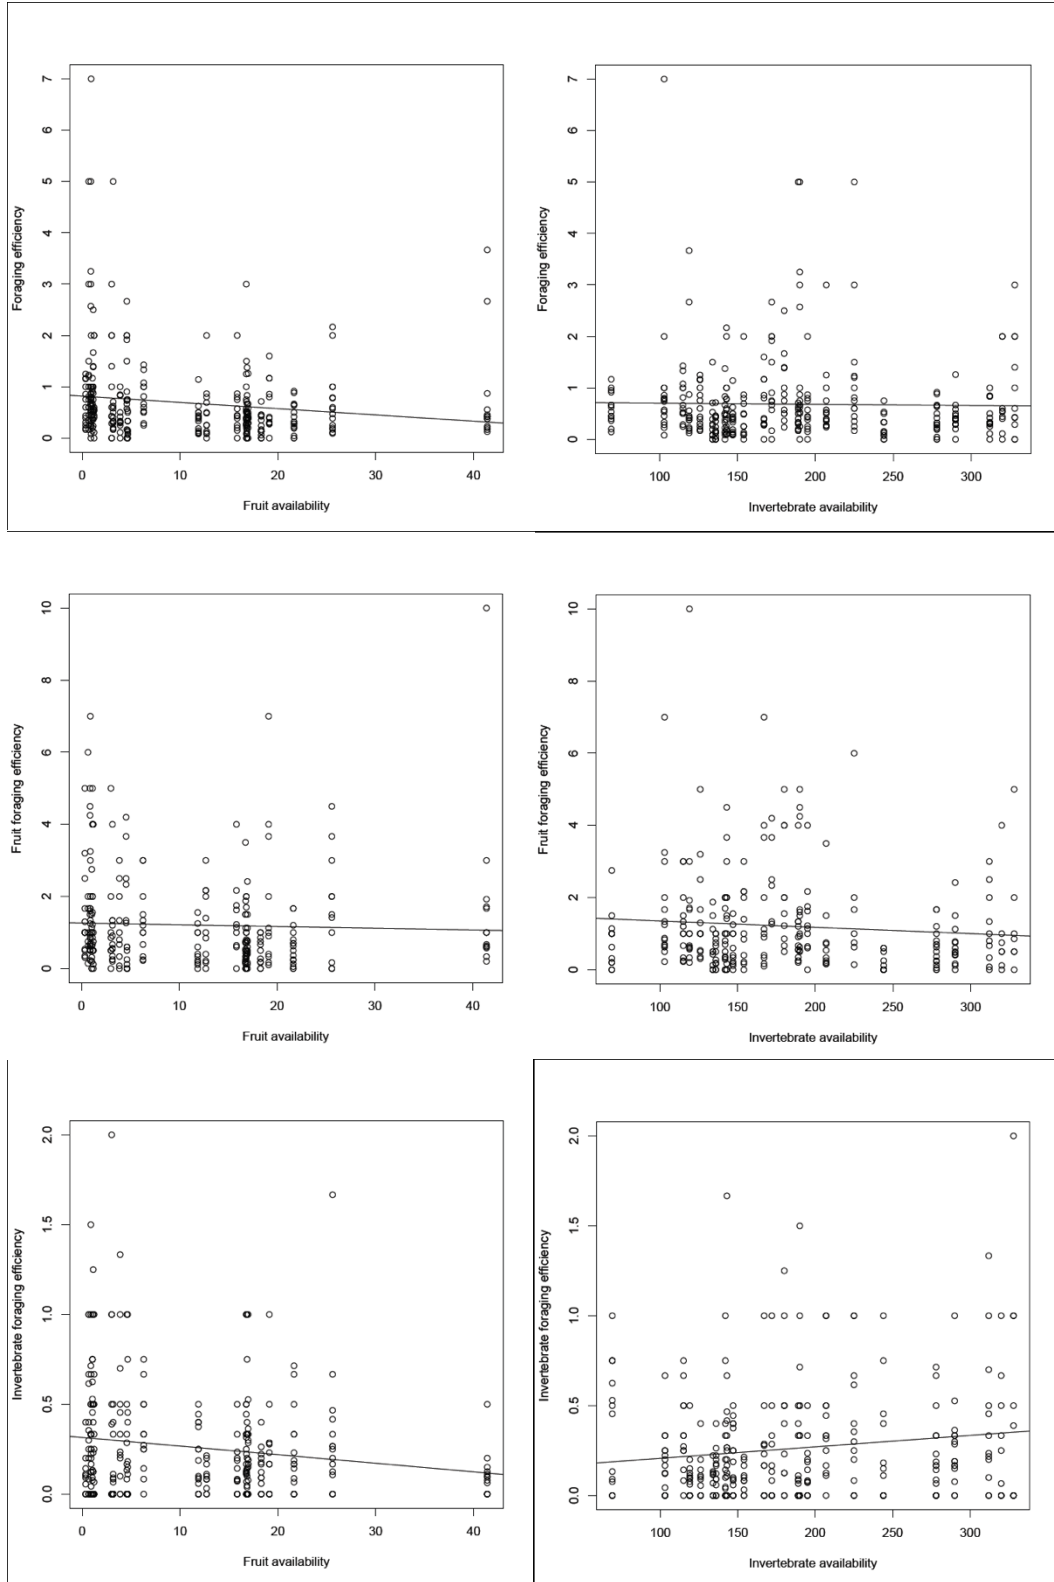 7
6
5
4
3
2
1
0
Foraging efficiency
0 10 20 30 40
Fruit availability
7
6
5
4
3
2
1
0
Foraging efficiency
100 150 200 250 300
Invertebrate availability
10
8
6
4
2
0
Fruit foraging efficiency
0 10 20 30 40
Fruit availability
10
8
6
4
2
0
Fruit foraging efficiency
100 150 200 250 300
Invertebrate availability
2.0
1.5
1.0
0.5
0.0
Invertebrate foraging efficiency
0 10 20 30 40
Fruit availability
2.0
1.5
1.0
0.5
0.0
Invertebrate foraging efficiency
100 150 200 250 300
Invertebrate availability